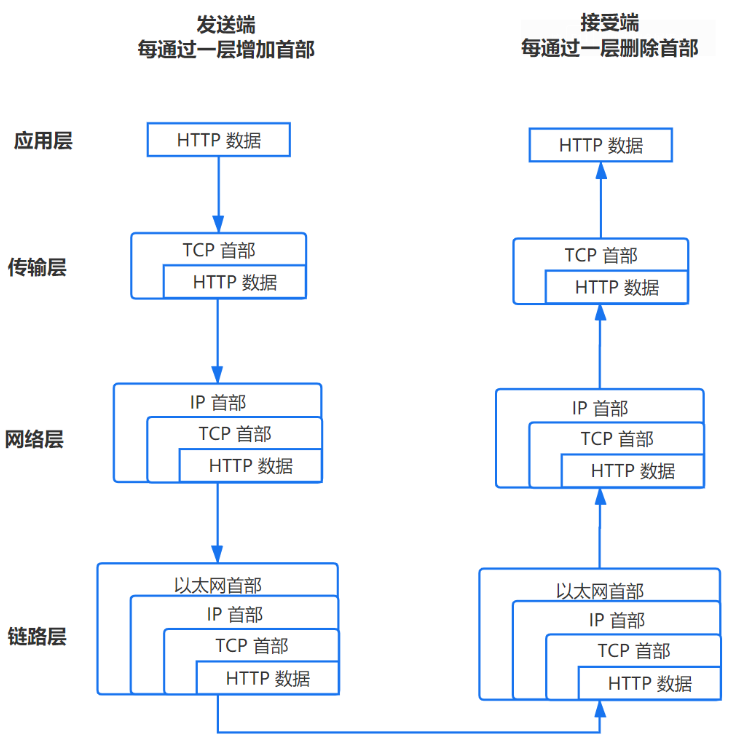 发送端
每通过一层增加首部
接受端
每通过一层删除首部
应用层
HTTP 数据
HTTP 数据
传输层
TCP 首部
HTTP 数据
TCP 首部
HTTP 数据
网络层
IP 首部
TCP 首部
HTTP 数据
IP 首部
TCP 首部
HTTP 数据
链路层
以太网首部
IP 首部
TCP 首部
HTTP 数据
以太网首部
IP 首部
TCP 首部
HTTP 数据